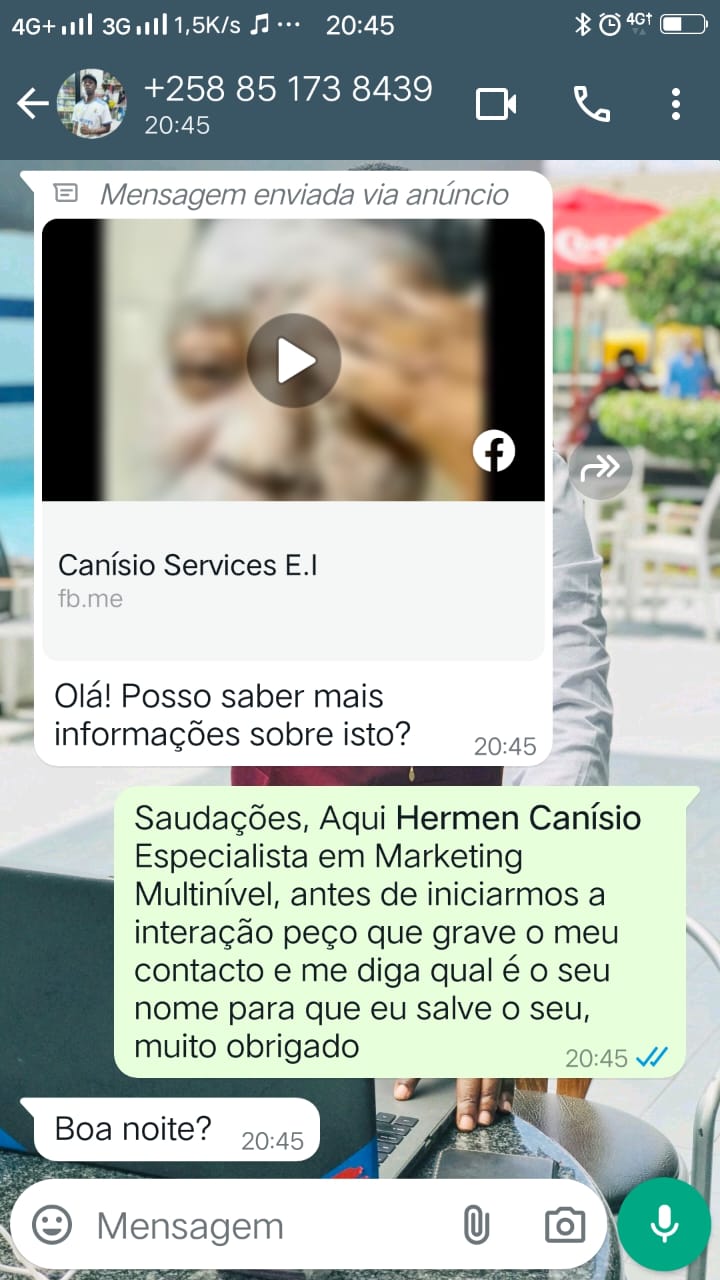 4G+ 3G 1,5K/s ... 20:45 4G↑
+258 85 173 8439
20:45
Mensagem enviada via anúncio
Canísio Services E.I
fb.me
Olá! Posso saber mais
informações sobre isto?
20:45
Saudações, Aqui Hermen Canísio
Especialista em Marketing
Multinível, antes de iniciarmos a
interação peço que grave o meu
contacto e me diga qual é o seu
nome para que eu salve o seu,
muito obrigado
20:45
Boa noite?
20:45
Mensagem